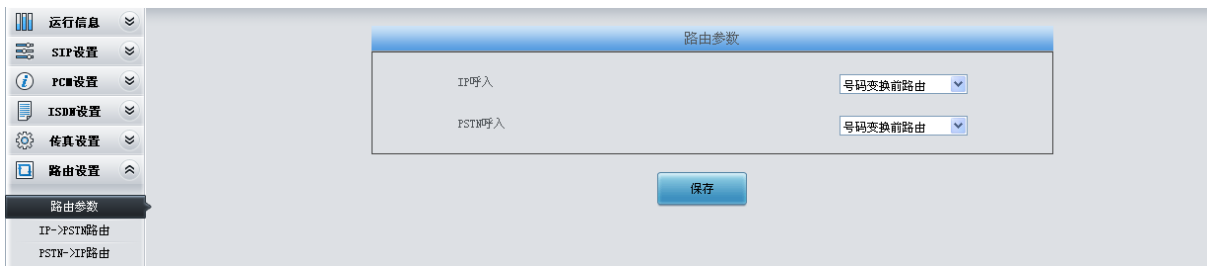 运行信息
SIP设置
PCM设置
ISDN设置
传真设置
路由设置
路由参数
IP->PSTN路由
PSTN->IP路由
路由参数
IP呼入
号码变换前路由
PSTN呼入
号码变换前路由
保存